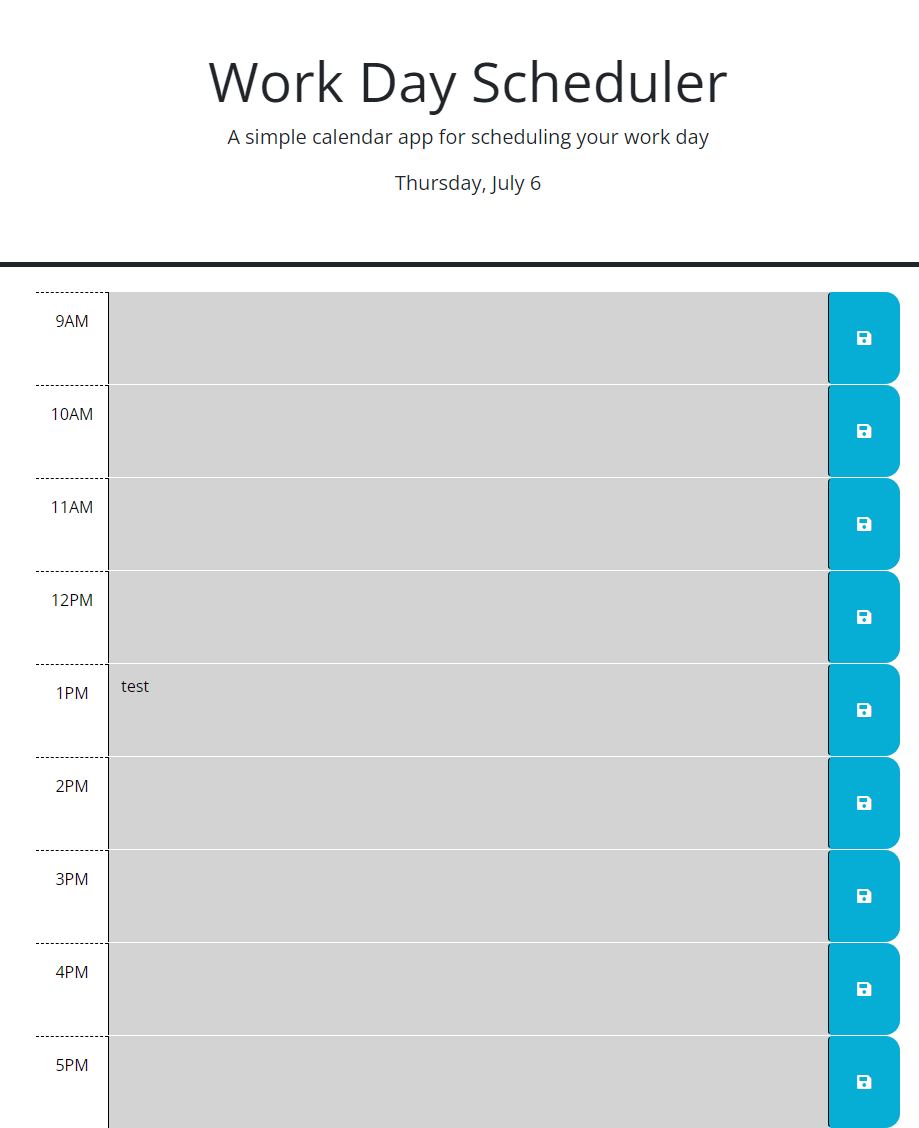 Work Day Scheduler
A simple calendar app for scheduling your work day
Thursday, July 6
9AM
10AM
11AM
12PM
1PM test
2PM
3PM
4PM
5PM